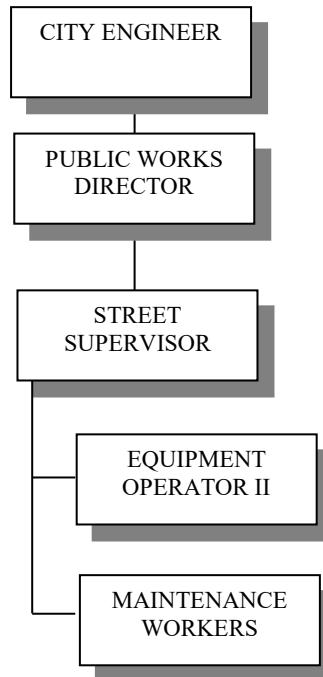 CITY ENGINEER
PUBLIC WORKS
DIRECTOR
STREET
SUPERVISOR
EQUIPMENT
OPERATOR II
MAINTENANCE
WORKERS